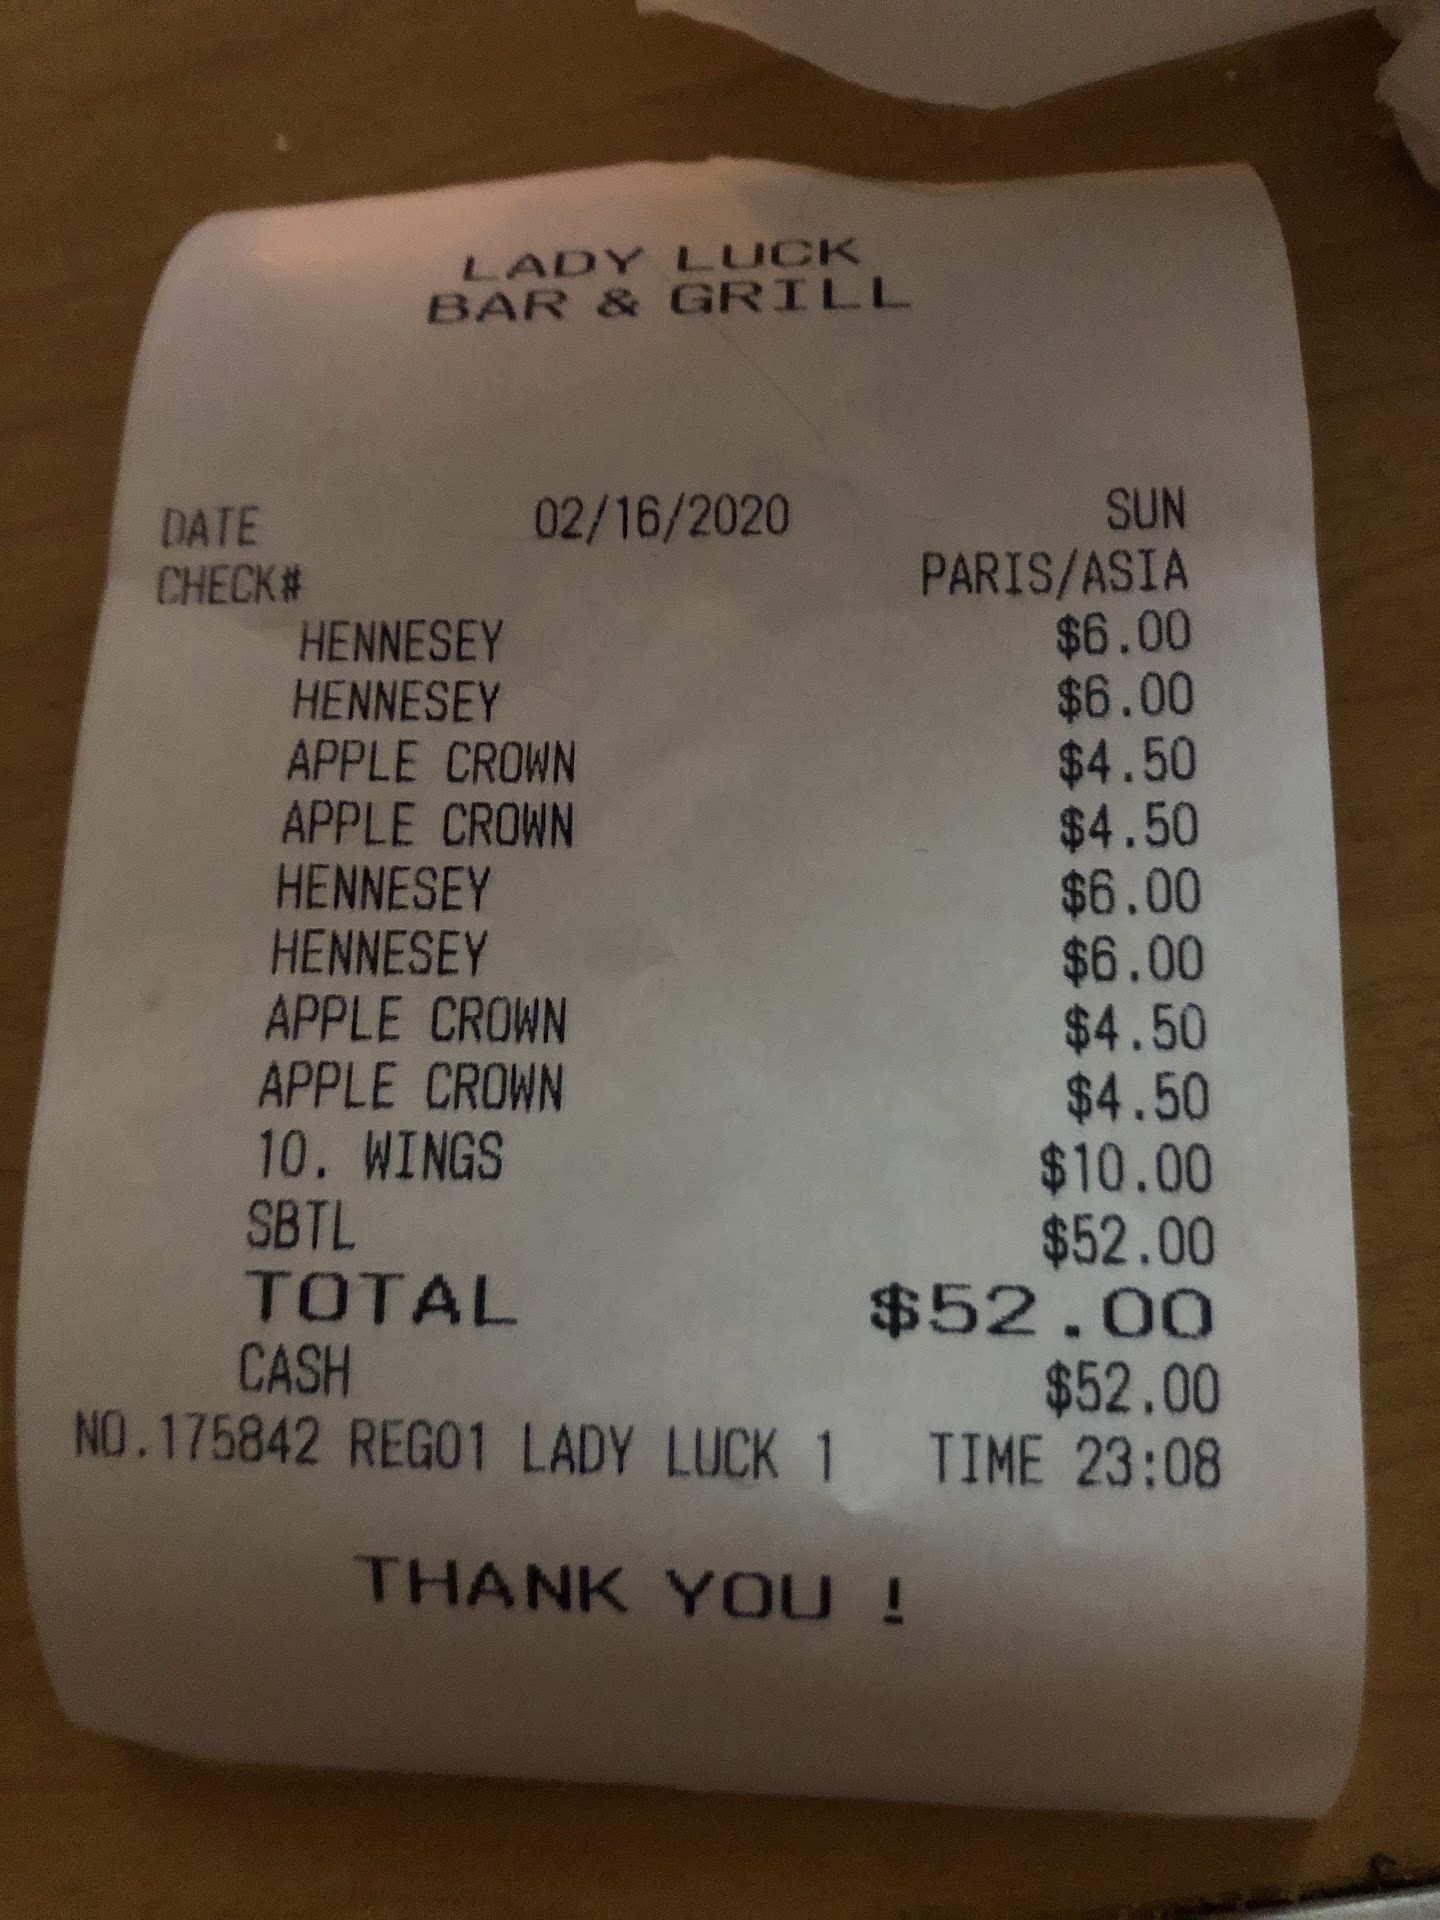 LADY LUCK
BAR & GRILL
DATE 02/16/2020 SUN
CHECK# PARIS/ASIA
HENNESEY $6.00
HENNESEY $6.00
APPLE CROWN $4.50
APPLE CROWN $4.50
HENNESEY $6.00
HENNESEY $6.00
APPLE CROWN $4.50
APPLE CROWN $4.50
10. WINGS $10.00
SBTL $52.00
TOTAL $52.00
CASH $52.00
NO.175842 REG01 LADY LUCK 1 TIME 23:08
THANK YOU !